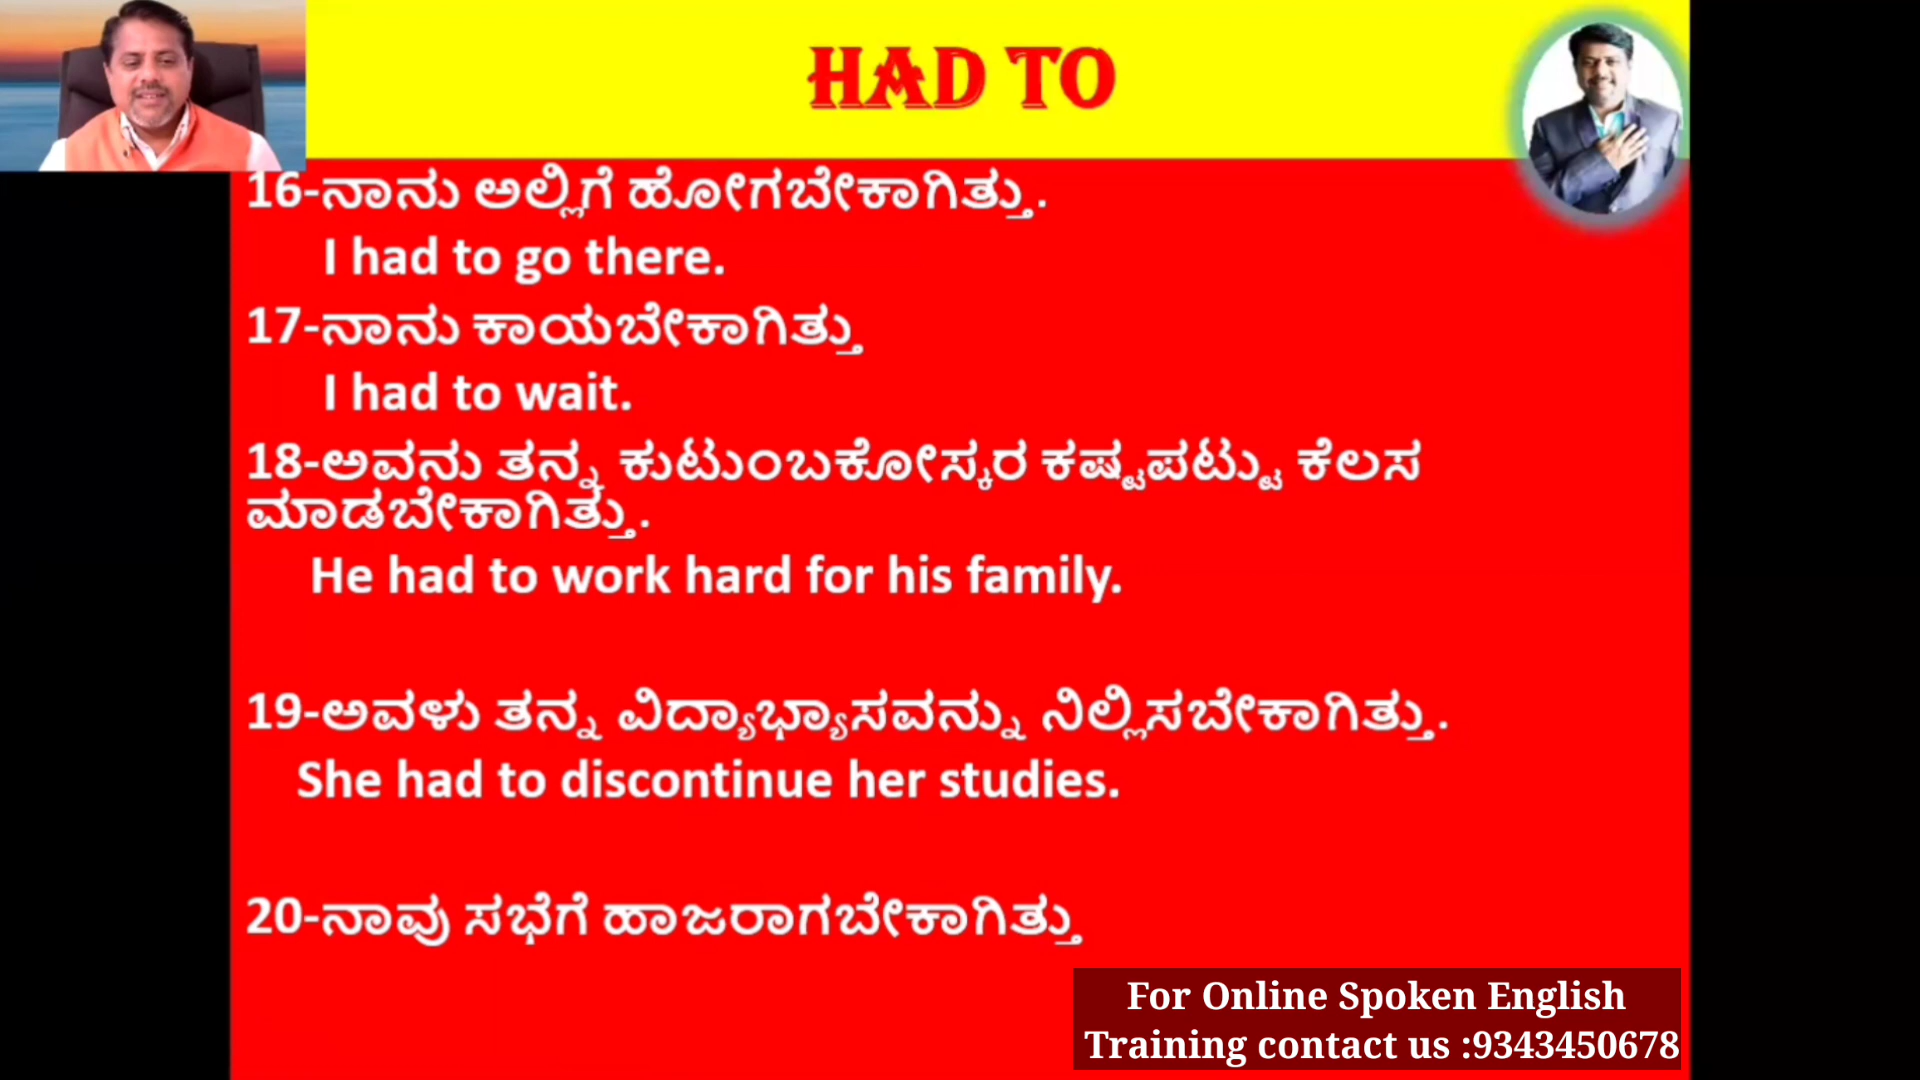 HAD TO
16-ನಾನು ಅಲ್ಲಿಗೆ ಹೋಗಬೇಕಾಗಿತ್ತು.
I had to go there.
17-ನಾನು ಕಾಯಬೇಕಾಗಿತ್ತು
I had to wait.
18-ಅವನು ತನ್ನ ಕುಟುಂಬಕೋಸ್ಕರ ಕಷ್ಟಪಟ್ಟು ಕೆಲಸ
ಮಾಡಬೇಕಾಗಿತ್ತು.
He had to work hard for his family.
19-ಅವಳು ತನ್ನ ವಿದ್ಯಾಭ್ಯಾಸವನ್ನು ನಿಲ್ಲಿಸಬೇಕಾಗಿತ್ತು.
She had to discontinue her studies.
20-ನಾವು ಸಭೆಗೆ ಹಾಜರಾಗಬೇಕಾಗಿತ್ತು
For Online Spoken English
Training contact us :9343450678